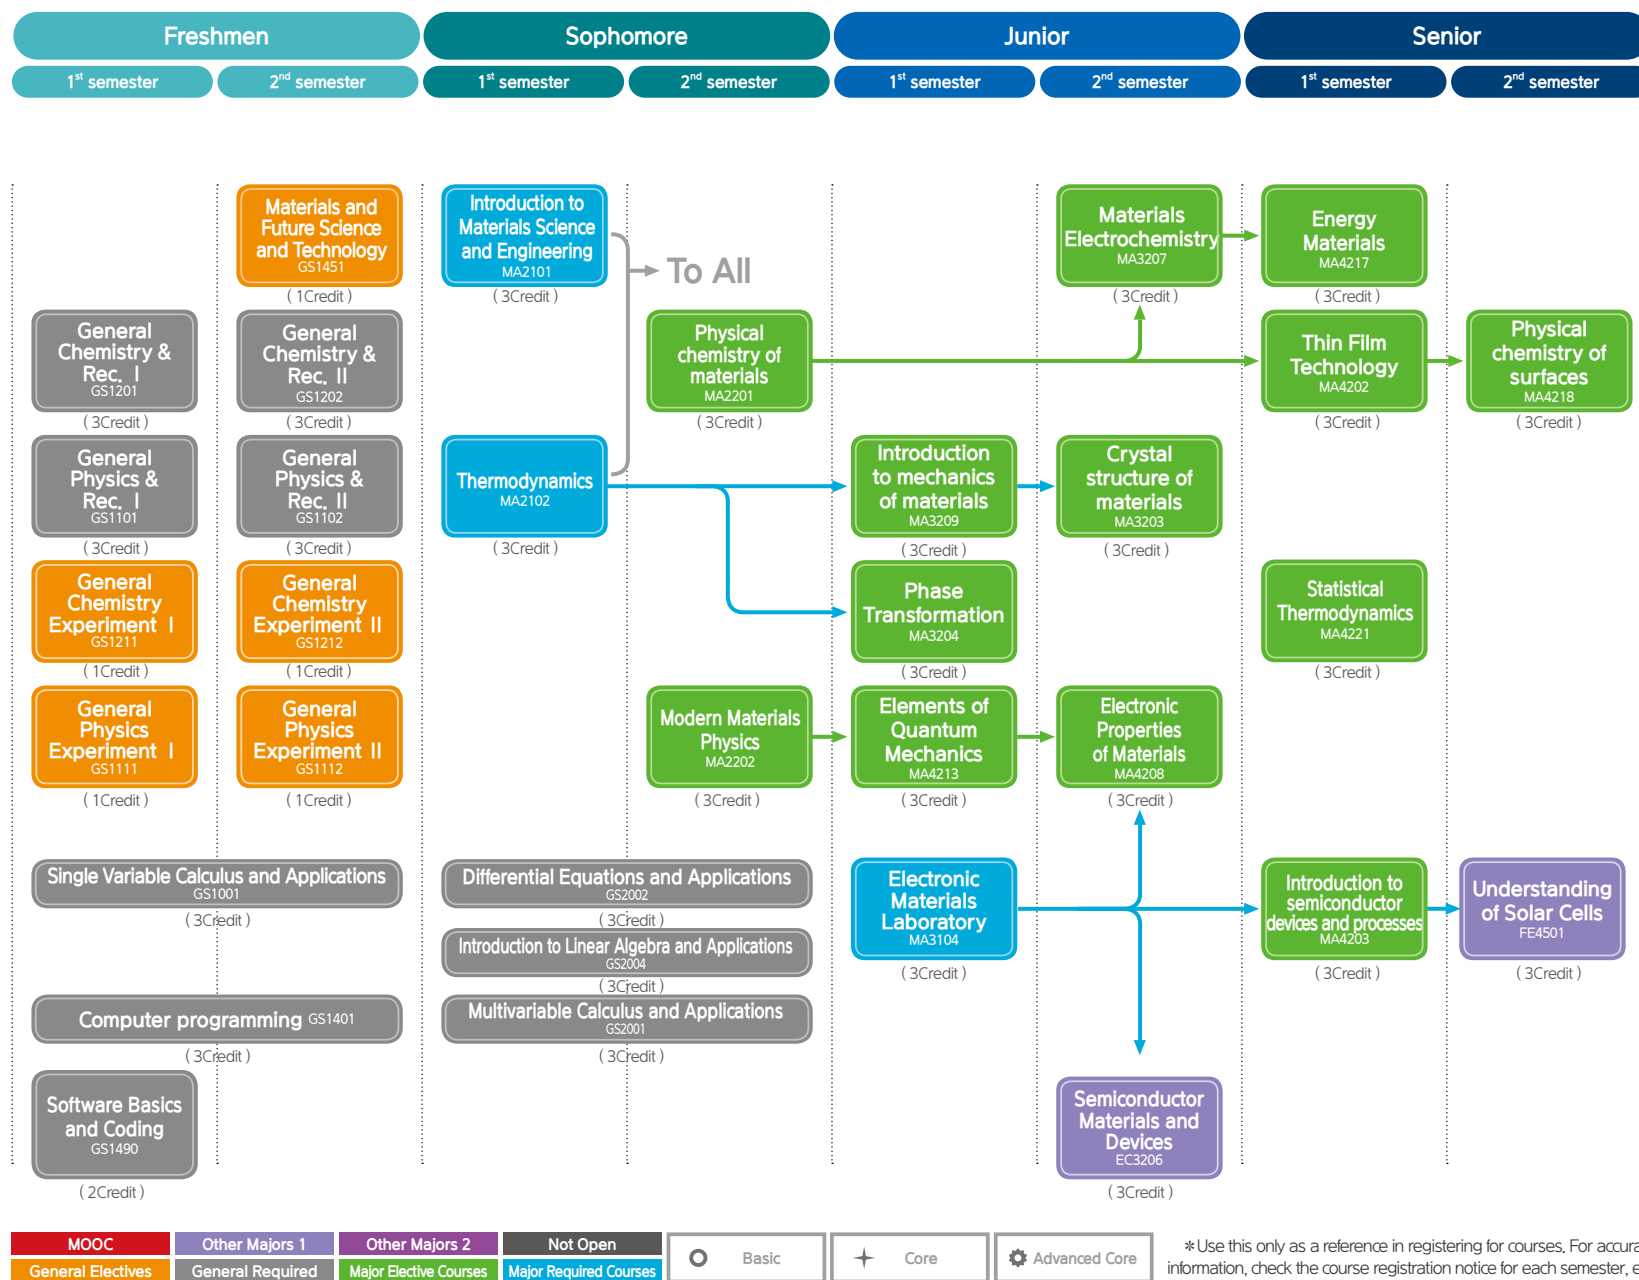 Freshmen
Sophomore
Junior
Senior
1st semester
2nd semester
1st semester
2nd semester
1st semester
2nd semester
1st semester
2nd semester
Materials and
Future Science
and Technology
GS1451
( 1Credit )
Introduction to
Materials Science
and Engineering
MA2101
( 3Credit )
To All
Materials
Electrochemistry
MA3207
( 3Credit )
Energy
Materials
MA4217
( 3Credit )
General
Chemistry &
Rec. I
GS1201
( 3Credit )
General
Chemistry &
Rec. II
GS1202
( 3Credit )
Physical
chemistry of
materials
MA2201
( 3Credit )
Thin Film
Technology
MA4202
( 3Credit )
Physical
chemistry of
surfaces
MA4218
( 3Credit )
General
Physics &
Rec. I
GS1101
( 3Credit )
General
Physics &
Rec. II
GS1102
( 3Credit )
Thermodynamics
MA2102
( 3Credit )
Introduction
to mechanics
of materials
MA3209
( 3Credit )
Crystal
structure of
materials
MA3203
( 3Credit )
General
Chemistry
Experiment I
GS1211
( 1Credit )
General
Chemistry
Experiment II
GS1212
( 1Credit )
Phase
Transformation
MA3204
( 3Credit )
Statistical
Thermodynamics
MA4221
( 3Credit )
General
Physics
Experiment I
GS1111
( 1Credit )
General
Physics
Experiment II
GS1112
( 1Credit )
Modern Materials
Physics
MA2202
( 3Credit )
Elements of
Quantum
Mechanics
MA4213
( 3Credit )
Electronic
Properties
of Materials
MA4208
( 3Credit )
Single Variable Calculus and Applications
GS1001
( 3Credit )
Differential Equations and Applications
GS2002
( 3Credit )
Introduction to Linear Algebra and Applications
GS2004
( 3Credit )
Electronic
Materials
Laboratory
MA3104
( 3Credit )
Introduction to
semiconductor
devices and processes
MA4203
( 3Credit )
Understanding
of Solar Cells
FE4501
( 3Credit )
Computer programming GS1401
( 3Credit )
Multivariable Calculus and Applications
GS2001
( 3Credit )
Software Basics
and Coding
GS1490
( 2Credit )
Semiconductor
Materials and
Devices
EC3206
( 3Credit )
MOOC
Other Majors 1
Other Majors 2
Not Open
General Electives
General Required
Major Elective Courses
Major Required Courses
Basic
Core
Advanced Core
*Use this only as a reference in registering for courses. For accura
information, check the course registration notice for each semester, e